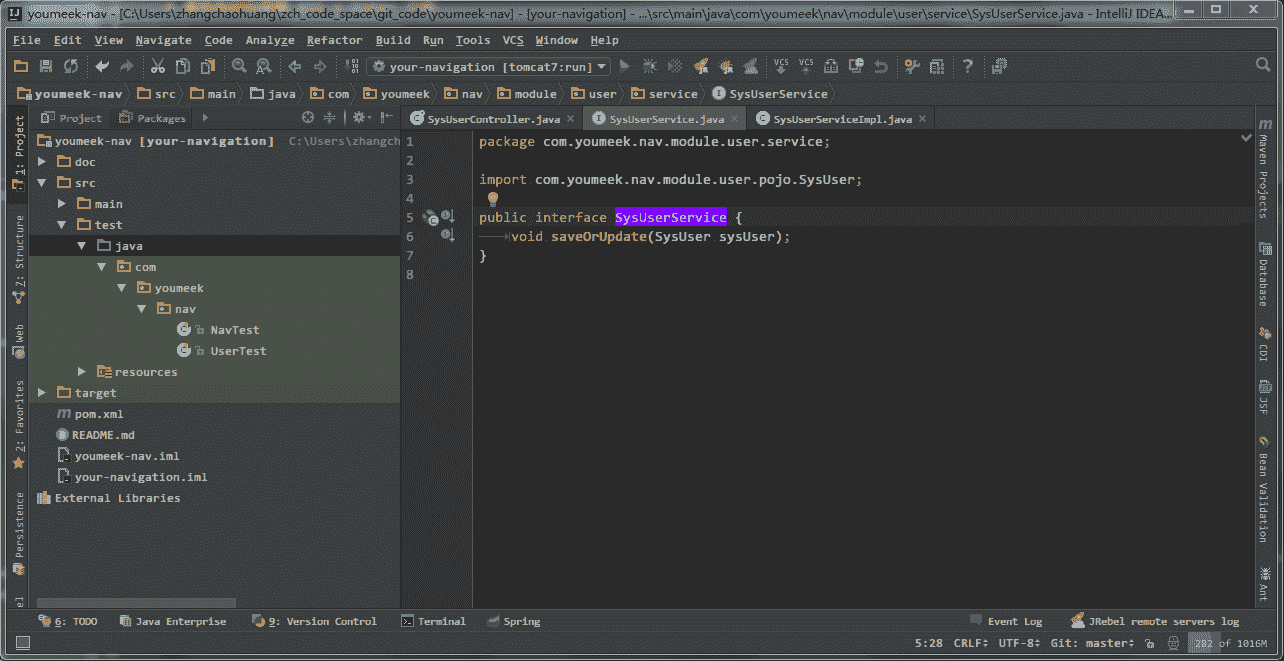 youmeek-nav - [C:\Users\zhangchaohuang\zch_code_space\git_code\youmeek-nav] - [your-navigation] - ...\src\main\java\com\youmeek\nav\module\user\service\SysUserService.java - IntelliJ IDEA...
File Edit View Navigate Code Analyze Refactor Build Run Tools VCS Window Help
your-navigation [tomcat7:run] VCS VCS ?
youmeek-nav src main java com youmeek nav module user service SysUserService
Project Packages
SysUserController.java SysUserService.java SysUserServiceImpl.java
1: Project
7: Structure
Web
2: Favorites
Persistence
el
youmeek-nav [your-navigation] C:\Users\zhangch
doc
src
main
test
java
com
youmeek
nav
NavTest
UserTest
resources
target
pom.xml
README.md
youmeek-nav.iml
your-navigation.iml
External Libraries
1 package com.youmeek.nav.module.user.service;
2
3 import com.youmeek.nav.module.user.pojo.SysUser;
4
5 public interface SysUserService {
6 void saveOrUpdate(SysUser sysUser);
7 }
8
Maven Projects
Database
CDI
JSF
Bean Validation
Ant
6: TODO Java Enterprise 9: Version Control Terminal Spring Event Log JRebel remote servers log
5:28 CRLF UTF-8 Git: master 282 of 1016M